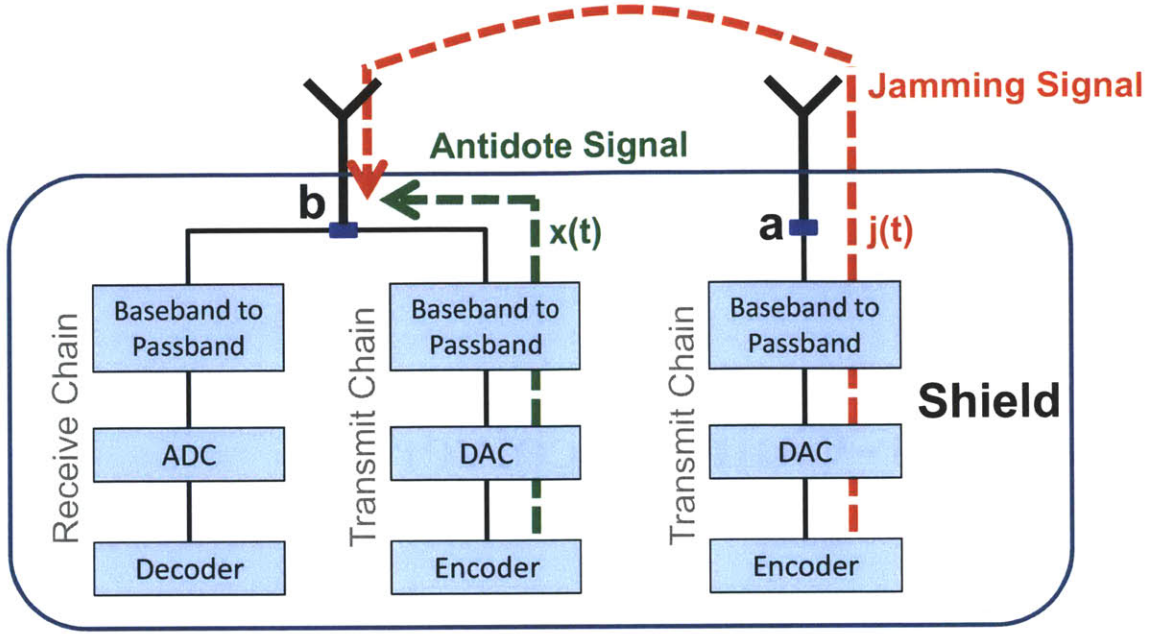 Jamming Signal
Antidote Signal
b
x(t)
a
j(t)
Receive Chain
Baseband to
Passband
ADC
Decoder
Transmit Chain
Baseband to
Passband
DAC
Encoder
Transmit Chain
Baseband to
Passband
DAC
Encoder
Shield